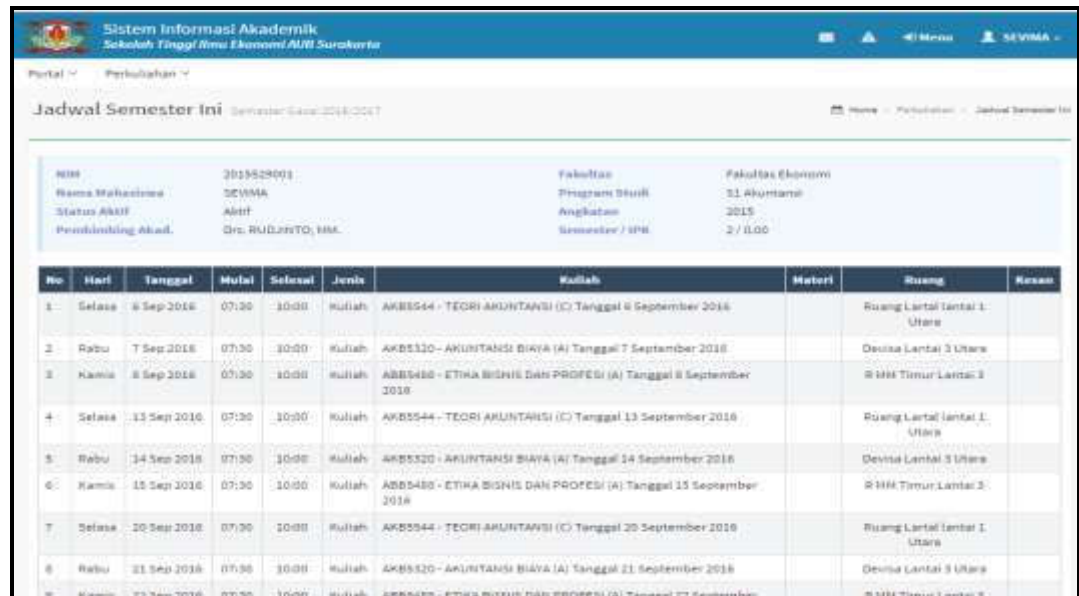 Sistem Informasi Akademik
Sekolah Tinggi Ilmu Ekonomi AUB Surakarta
Menu
SEVIMA
Portal
Perkuliahan
Jadwal Semester Ini Semester Gasal 2016/2017
Home Perkuliahan Jadwal Semester Ini
NIM 2015529001 Fakultas Fakultas Ekonomi
Nama Mahasiswa SEVIMA Program Studi S1 Akuntansi
Status Aktif Aktif Angkatan 2015
Pembimbing Akad. Drs. RUDJINTO, MM. Semester / IPK 2 / 0.00
No Hari Tanggal Mulai Selesai Jenis Kuliah Materi Ruang
1 Selasa 6 Sep 2016 07:30 10:00 Kuliah AKB5544 - TEORI AKUNTANSI (C) Tanggal 6 September 2016 Ruang Lartal lantai 1
Utara
2 Rabu 7 Sep 2016 07:30 10:00 Kuliah AKB5320 - AKUNTANSI BIAYA (A) Tanggal 7 September 2016 Devisa Lantai 3 Utara
3 Kamis 8 Sep 2016 07:30 10:00 Kuliah ABB5488 - ETIKA BISNIS DAN PROFESI (A) Tanggal 8 September R MM Timur Lantai 3
2016
4 Selasa 13 Sep 2016 07:30 10:00 Kuliah AKB5544 - TEORI AKUNTANSI (C) Tanggal 13 September 2016 Ruang Lartal lantai 1
Utara
5 Rabu 14 Sep 2016 07:30 10:00 Kuliah AKB5320 - AKUNTANSI BIAYA (A) Tanggal 14 September 2016 Devisa Lantai 3 Utara
6 Kamis 15 Sep 2016 07:30 10:00 Kuliah ABB5488 - ETIKA BISNIS DAN PROFESI (A) Tanggal 15 September R MM Timur Lantai 3
2016
7 Selasa 20 Sep 2016 07:30 10:00 Kuliah AKB5544 - TEORI AKUNTANSI (C) Tanggal 20 September 2016 Ruang Lartal lantai 1
Utara
8 Rabu 21 Sep 2016 07:30 10:00 Kuliah AKB5320 - AKUNTANSI BIAYA (A) Tanggal 21 September 2016 Devisa Lantai 3 Utara